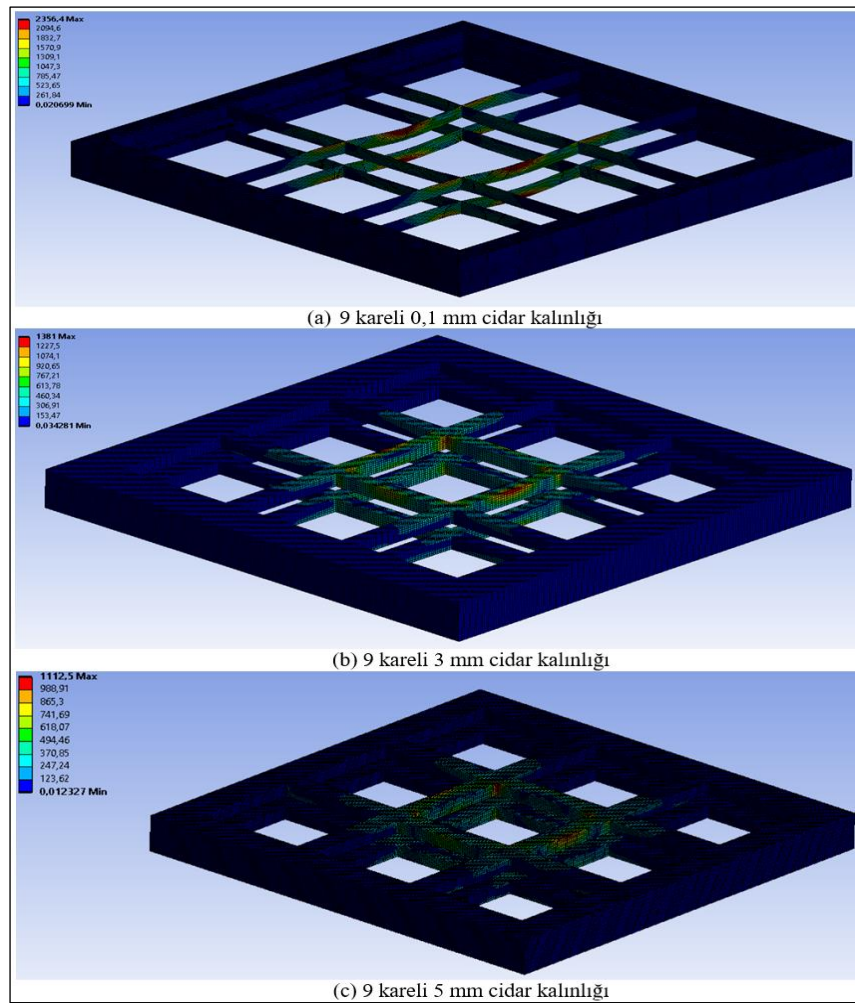 2356,4 Max
2094,6
1832,7
1570,9
1309,1
1047,3
785,47
523,65
261,84
0,020699 Min
(a) 9 kareli 0,1 mm cidar kalınlığı
1381 Max
1227,5
1074,1
920,65
767,21
613,78
460,34
306,91
153,47
0,034281 Min
(b) 9 kareli 3 mm cidar kalınlığı
1112,5 Max
988,91
865,3
741,69
618,07
494,46
370,85
247,24
123,62
0,012327 Min
(c) 9 kareli 5 mm cidar kalınlığı